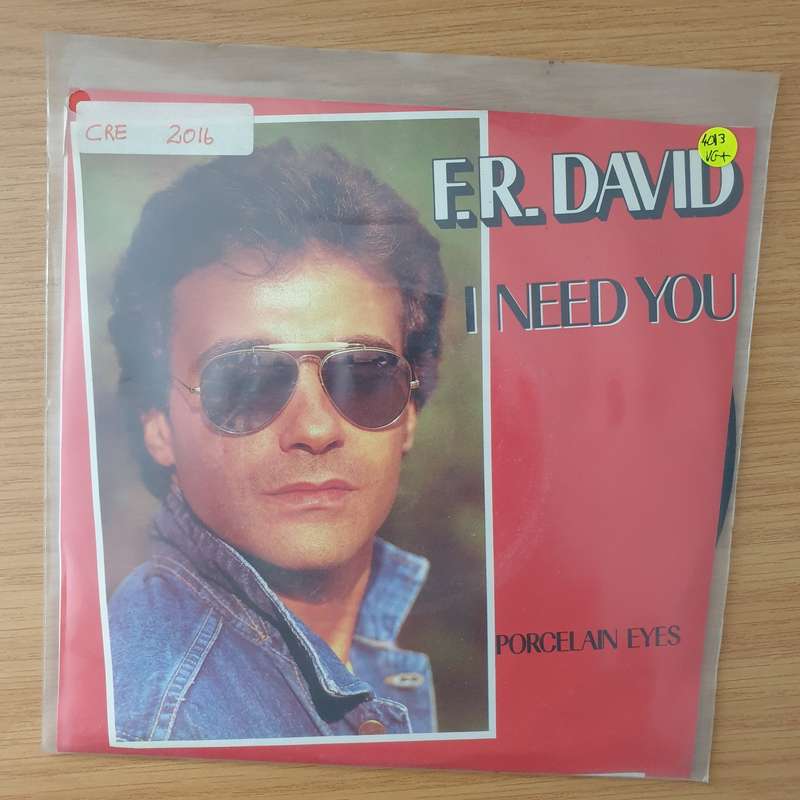 CRE 2016
4013
VG+
F.R. DAVID
I NEED YOU
PORCELAIN EYES